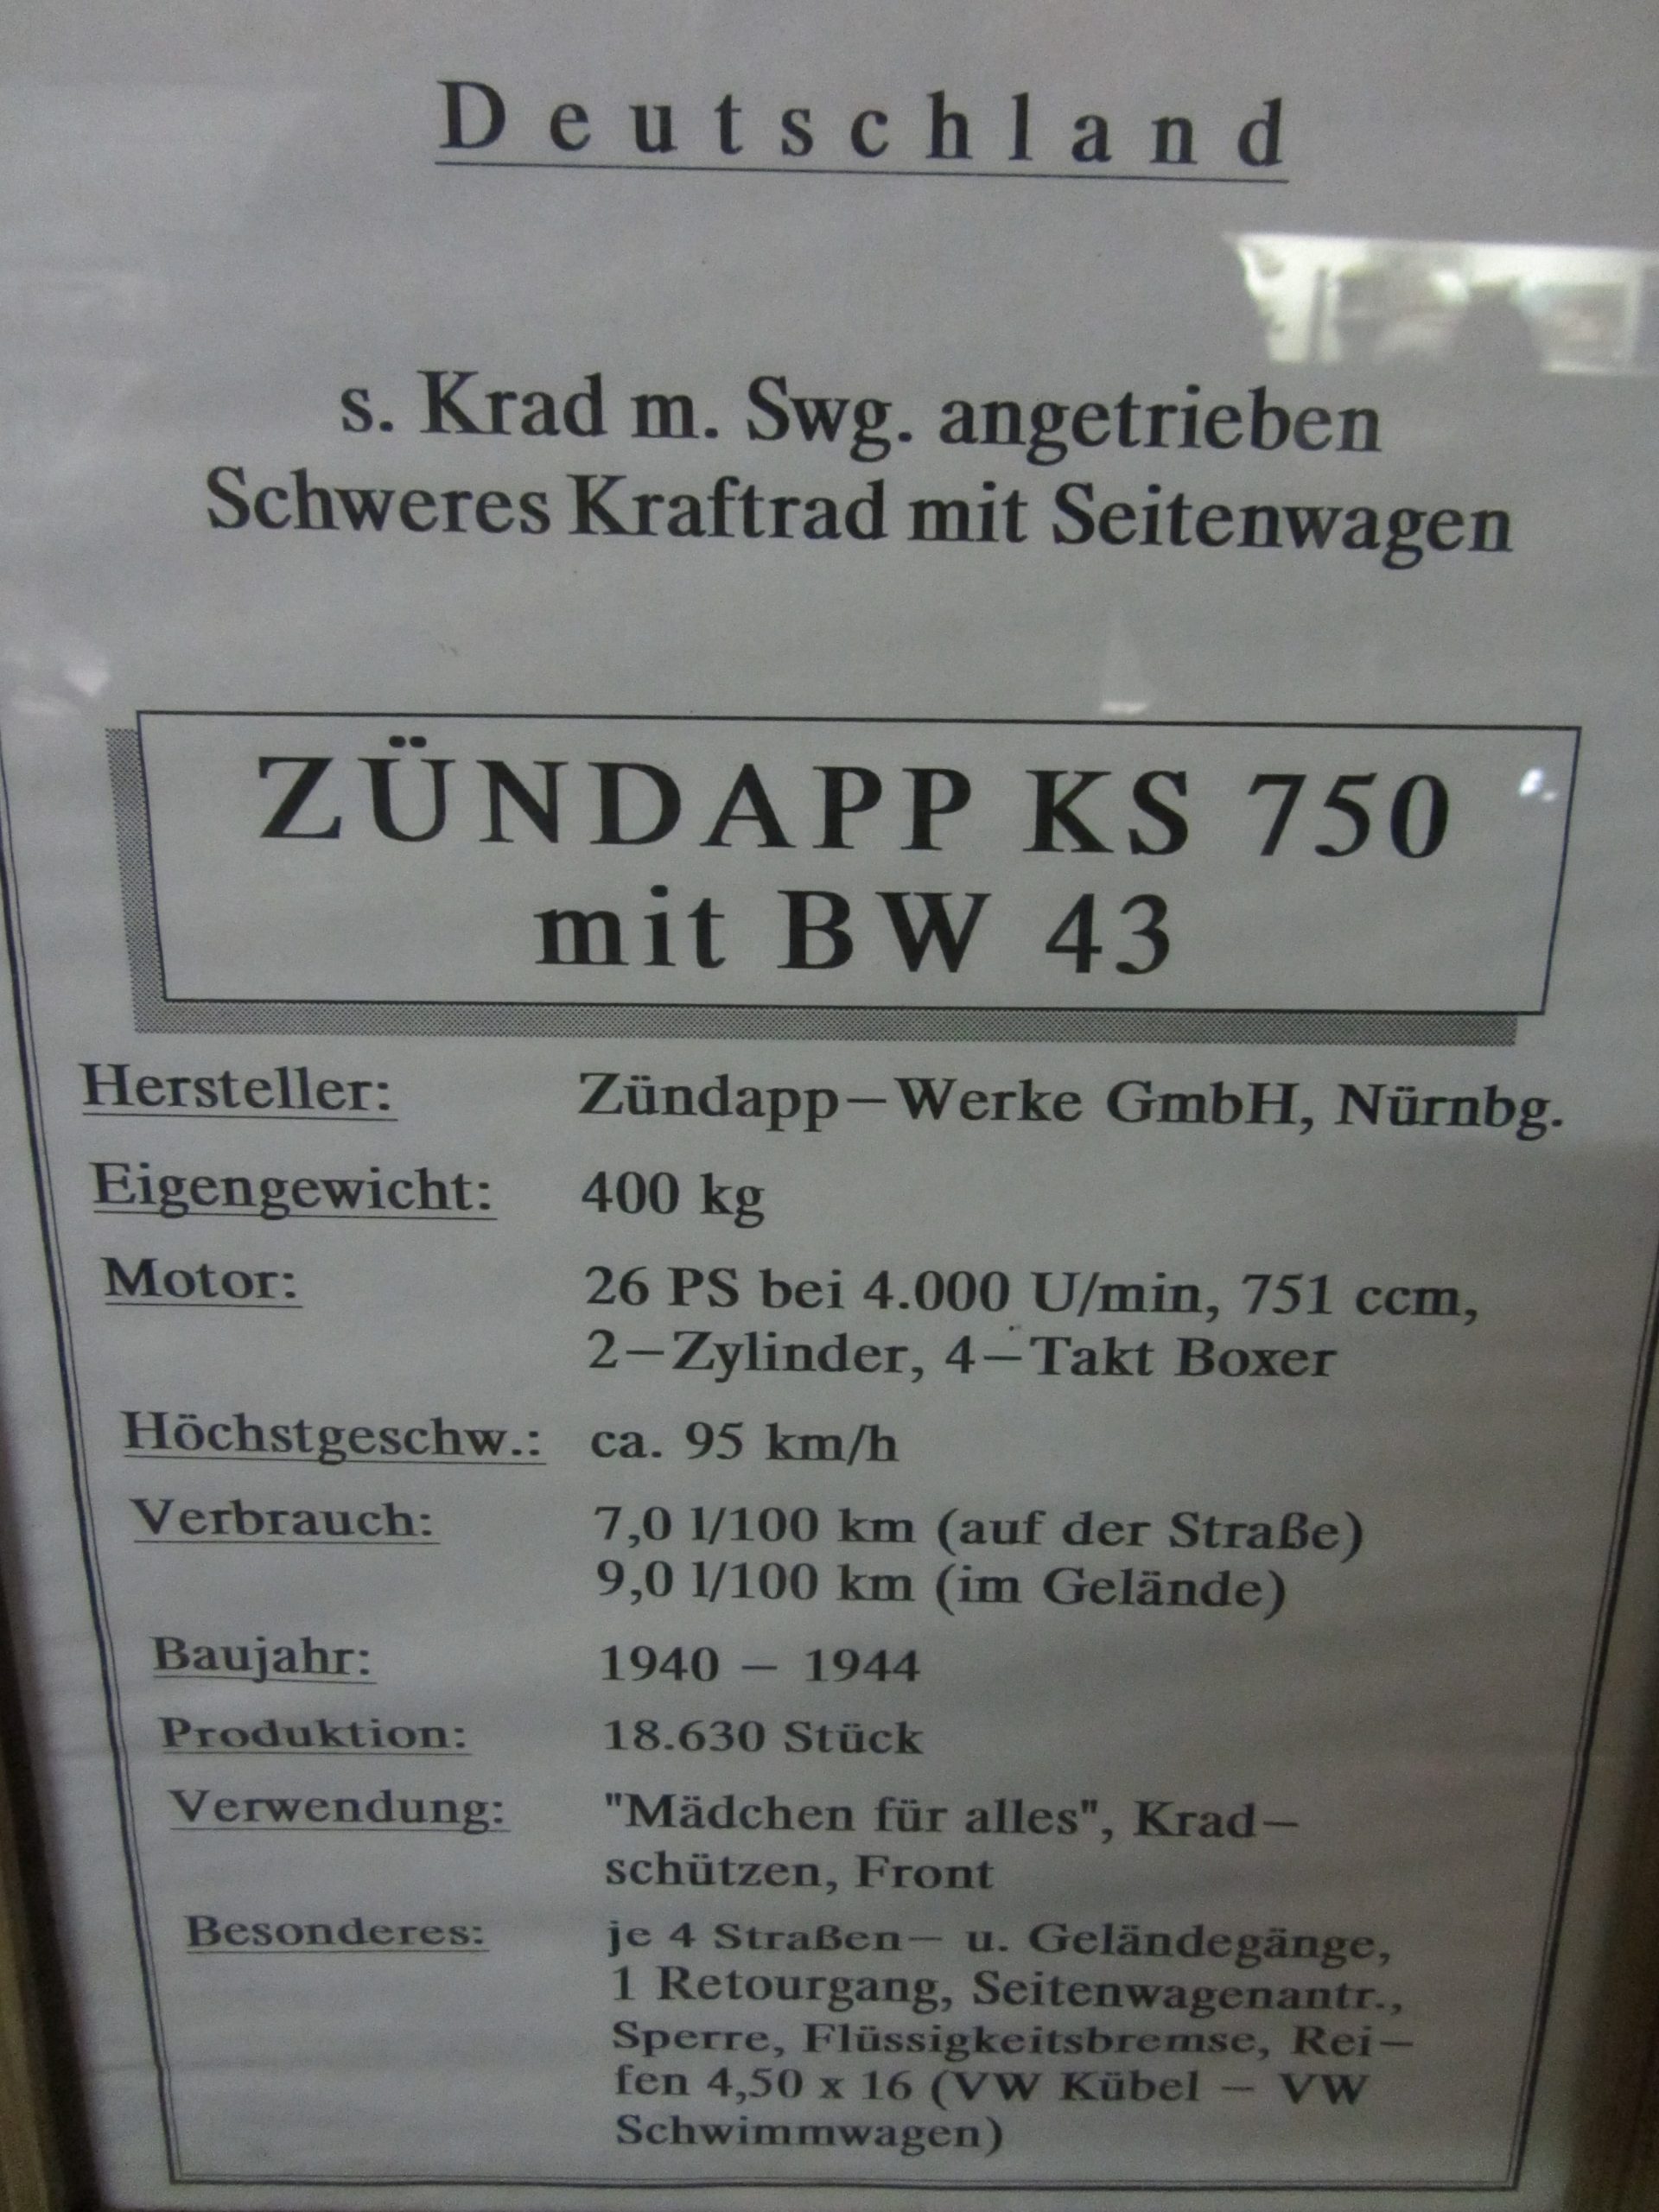 Deutschland
s. Krad m. Swg. angetrieben
Schweres Kraftrad mit Seitenwagen
ZÜNDAPP KS 750
mit BW 43
Hersteller: Zündapp–Werke GmbH, Nürnbg.
Eigengewicht: 400 kg
Motor: 26 PS bei 4.000 U/min, 751 ccm,
2–Zylinder, 4–Takt Boxer
Höchstgeschw.: ca. 95 km/h
Verbrauch: 7,0 l/100 km (auf der Straße)
9,0 l/100 km (im Gelände)
Baujahr: 1940 – 1944
Produktion: 18.630 Stück
Verwendung: "Mädchen für alles", Krad–
schützen, Front
Besonderes: je 4 Straßen– u. Geländegänge,
1 Retourgang, Seitenwagenantr.,
Sperre, Flüssigkeitsbremse, Rei–
fen 4,50 x 16 (VW Kübel – VW
Schwimmwagen)